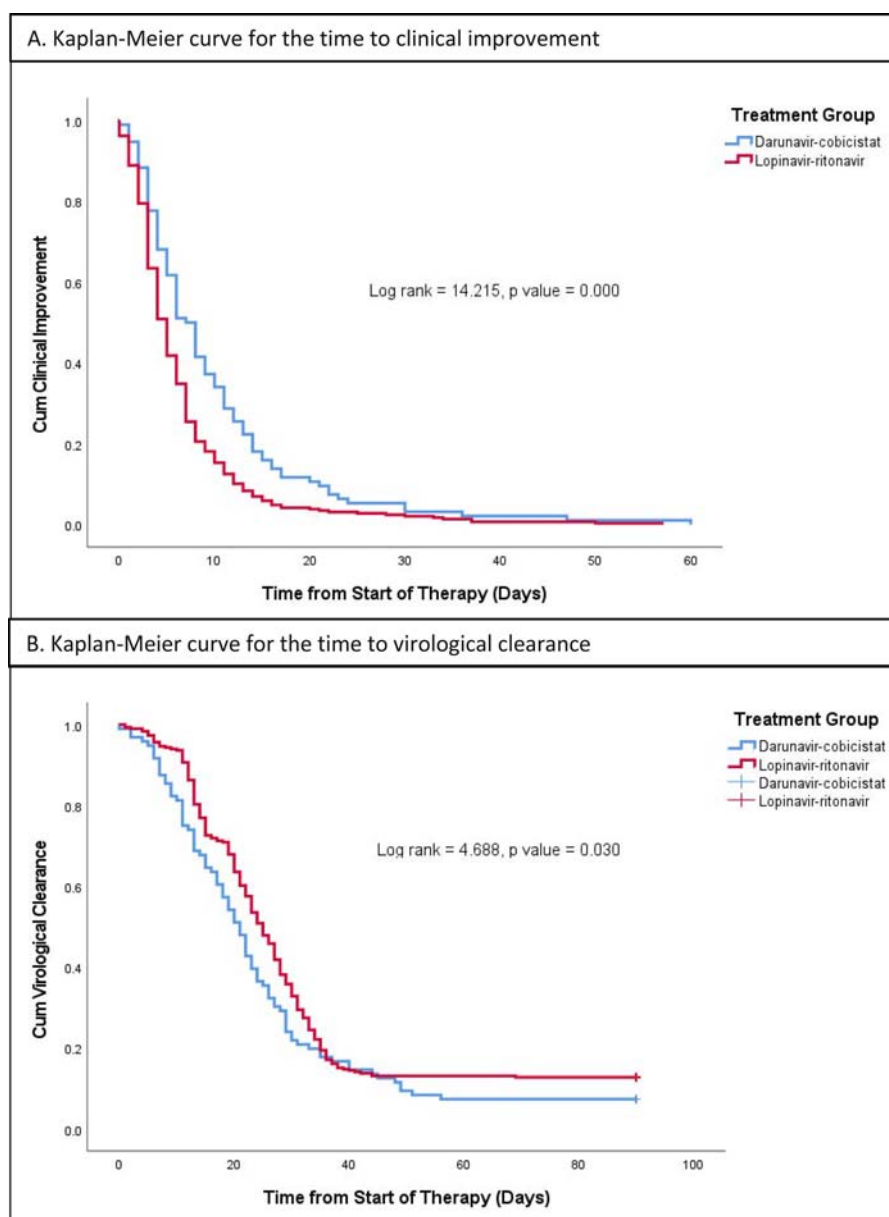 A. Kaplan-Meier curve for the time to clinical improvement
Treatment Group
Darunavir-cobicistat
Lopinavir-ritonavir
1.0
0.8
0.6
0.4
0.2
0.0
Cum Clinical Improvement
Log rank = 14.215, p value = 0.000
0 10 20 30 40 50 60
Time from Start of Therapy (Days)
B. Kaplan-Meier curve for the time to virological clearance
Treatment Group
Darunavir-cobicistat
Lopinavir-ritonavir
Darunavir-cobicistat
Lopinavir-ritonavir
1.0
0.8
0.6
0.4
0.2
0.0
Cum Virological Clearance
Log rank = 4.688, p value = 0.030
0 20 40 60 80 100
Time from Start of Therapy (Days)